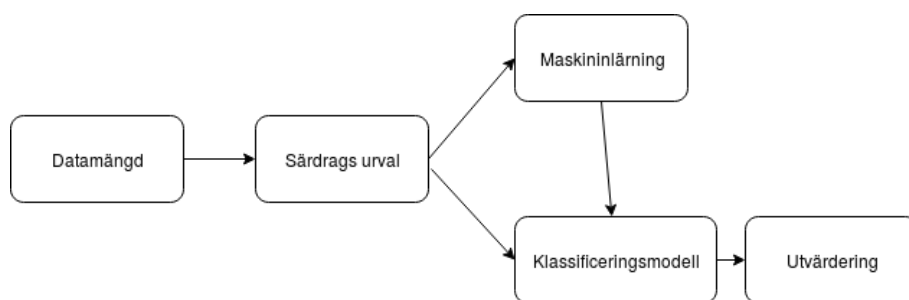 Maskininlärning
Datamängd
Särdrags urval
Klassificeringsmodell
Utvärdering